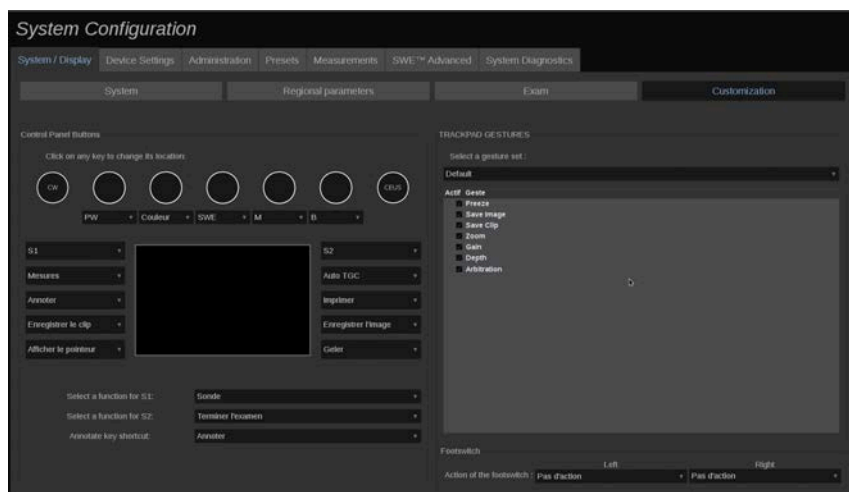 System Configuration
System / Display Device Settings Administration Presets Measurements SWE™ Advanced System Diagnostics
System Regional parameters Exam Customization
Control Panel Buttons
Click on any key to change its location:
CW CEUS
PW Couleur SWE M B
S1 S2
Mesures Auto TGC
Annoter Imprimer
Enregistrer le clip Enregistrer l'image
Afficher le pointeur Geler
Select a function for S1: Sonde
Select a function for S2: Terminer l'examen
Annotate key shortcut: Annoter
TRACKPAD GESTURES
Select a gesture set :
Default
Actif Geste
Freeze
Save Image
Save Clip
Zoom
Gain
Depth
Arbitration
Footswitch
Left Right
Action of the footswitch : Pas d'action Pas d'action